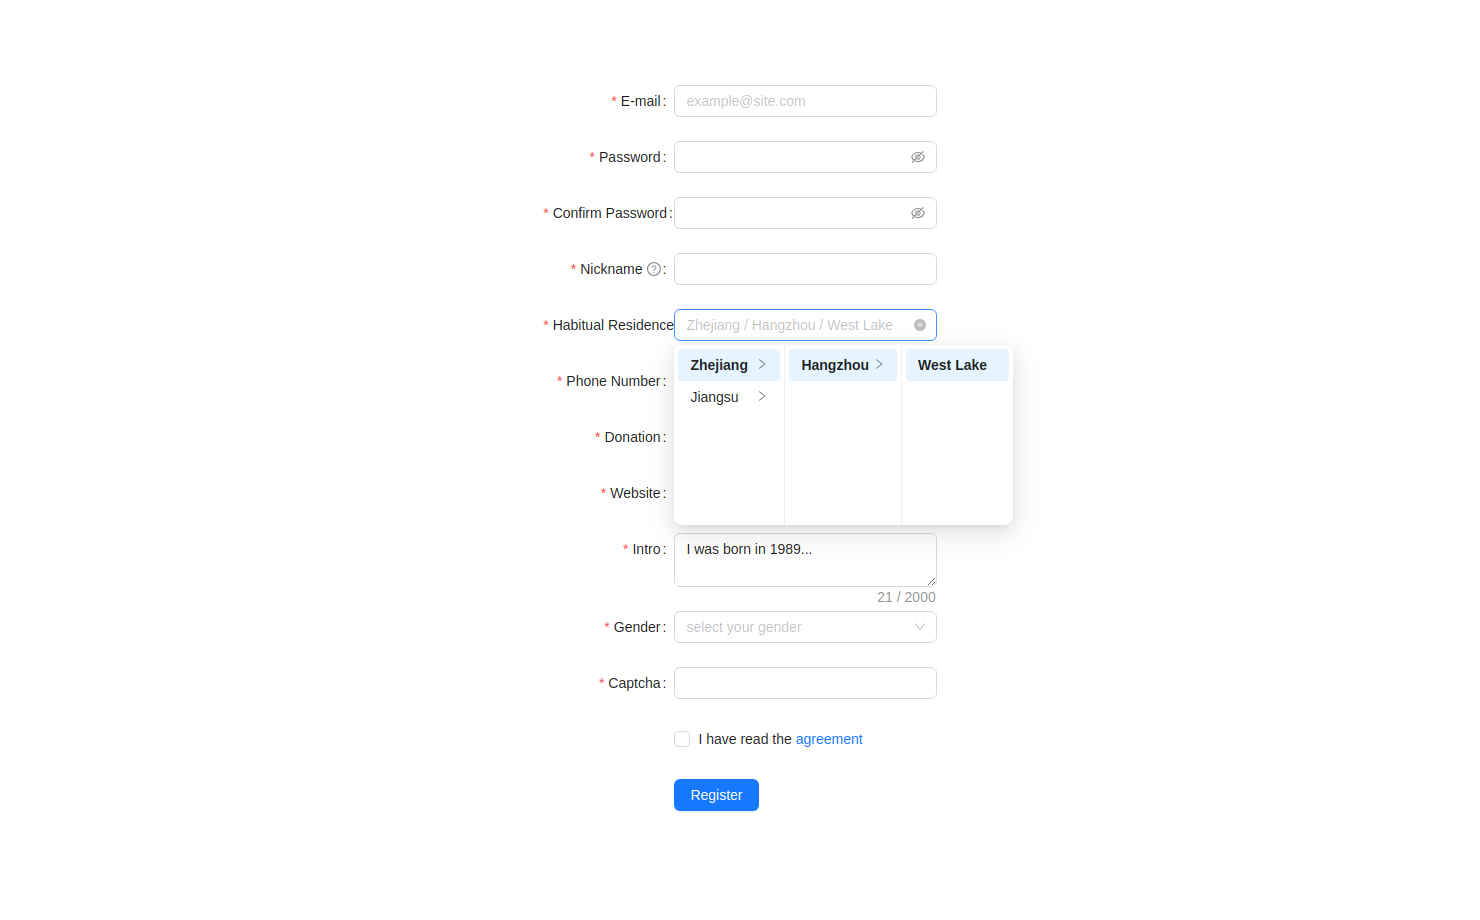 * E-mail : example@site.com
* Password :
* Confirm Password :
* Nickname :
* Habitual Residence Zhejiang / Hangzhou / West Lake
Zhejiang Hangzhou West Lake
* Phone Number :
Jiangsu
* Donation :
* Website :
* Intro : I was born in 1989...
21 / 2000
* Gender : select your gender
* Captcha :
I have read the agreement
Register